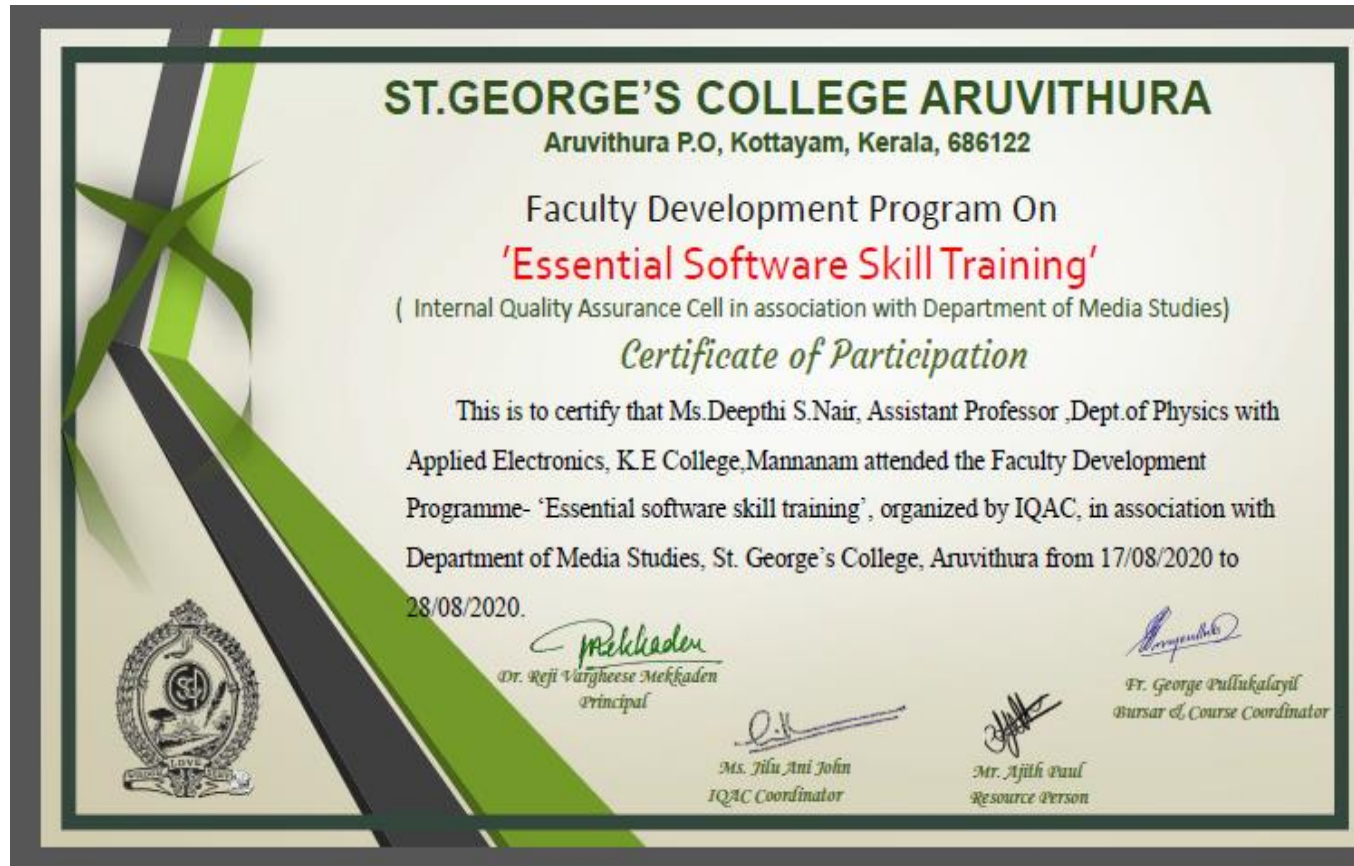 ST.GEORGE'S COLLEGE ARUVITHURA
Aruvithura P.O, Kottayam, Kerala, 686122
Faculty Development Program On
'Essential Software Skill Training'
( Internal Quality Assurance Cell in association with Department of Media Studies)
Certificate of Participation
This is to certify that Ms.Deepthi S.Nair, Assistant Professor ,Dept.of Physics with
Applied Electronics, K.E College,Mannanam attended the Faculty Development
Programme- ‘Essential software skill training’, organized by IQAC, in association with
Department of Media Studies, St. George’s College, Aruvithura from 17/08/2020 to
28/08/2020.
Mekkaden
Dr. Reji Vargheese Mekkaden
Principal
Fr. George Pullukalayil
Bursar & Course Coordinator
Ms. Jilu Ani John
IQAC Coordinator
Mr. Ajith Paul
Resource Person
LOVE